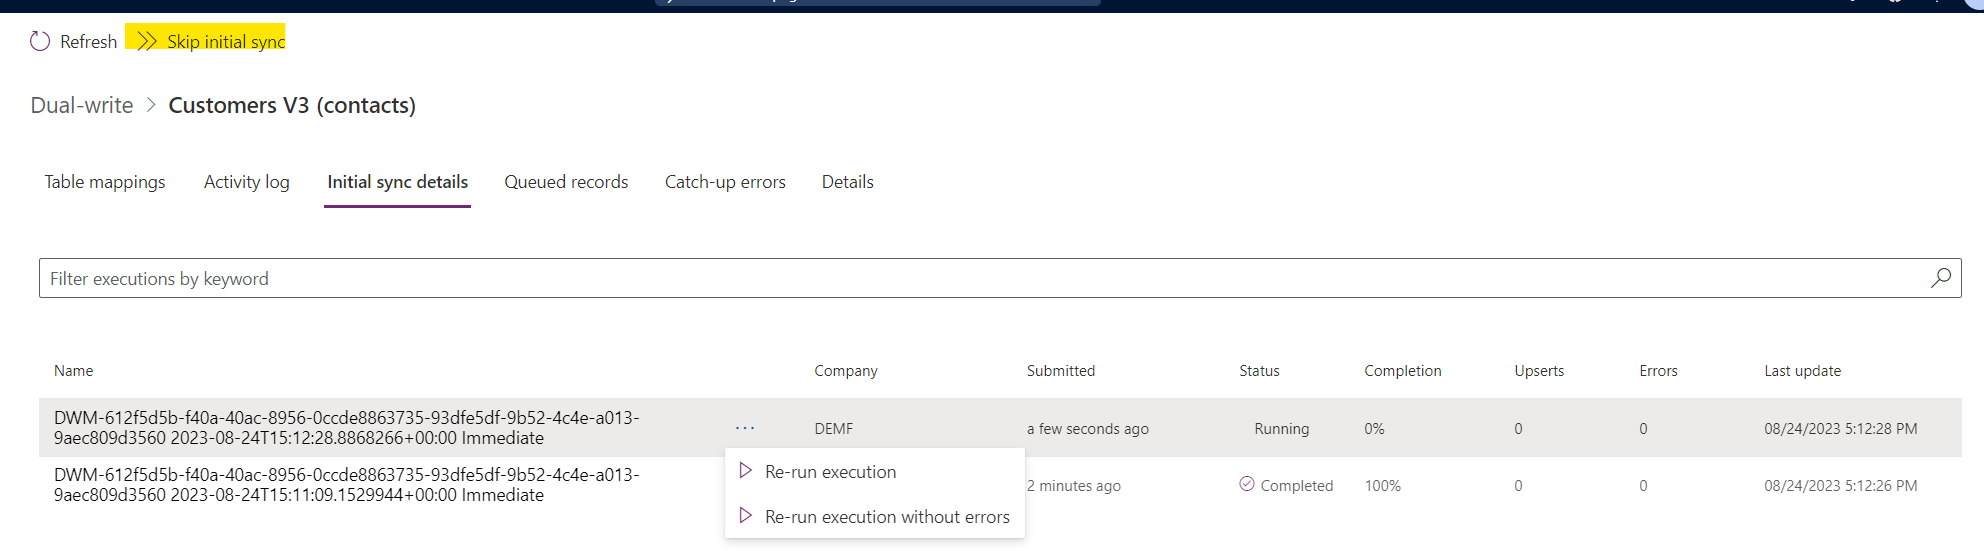 Refresh Skip initial sync
Dual-write > Customers V3 (contacts)
Table mappings Activity log Initial sync details Queued records Catch-up errors Details
Filter executions by keyword
Name Company Submitted Status Completion Upserts Errors Last update
DWM-612f5d5b-f40a-40ac-8956-0ccde8863735-93dfe5df-9b52-4c4e-a013-
9aec809d3560 2023-08-24T15:12:28.8868266+00:00 Immediate
... DEMF a few seconds ago Running 0% 0 0 08/24/2023 5:12:28 PM
DWM-612f5d5b-f40a-40ac-8956-0ccde8863735-93dfe5df-9b52-4c4e-a013-
9aec809d3560 2023-08-24T15:11:09.1529944+00:00 Immediate
2 minutes ago Completed 100% 0 0 08/24/2023 5:12:26 PM
Re-run execution
Re-run execution without errors